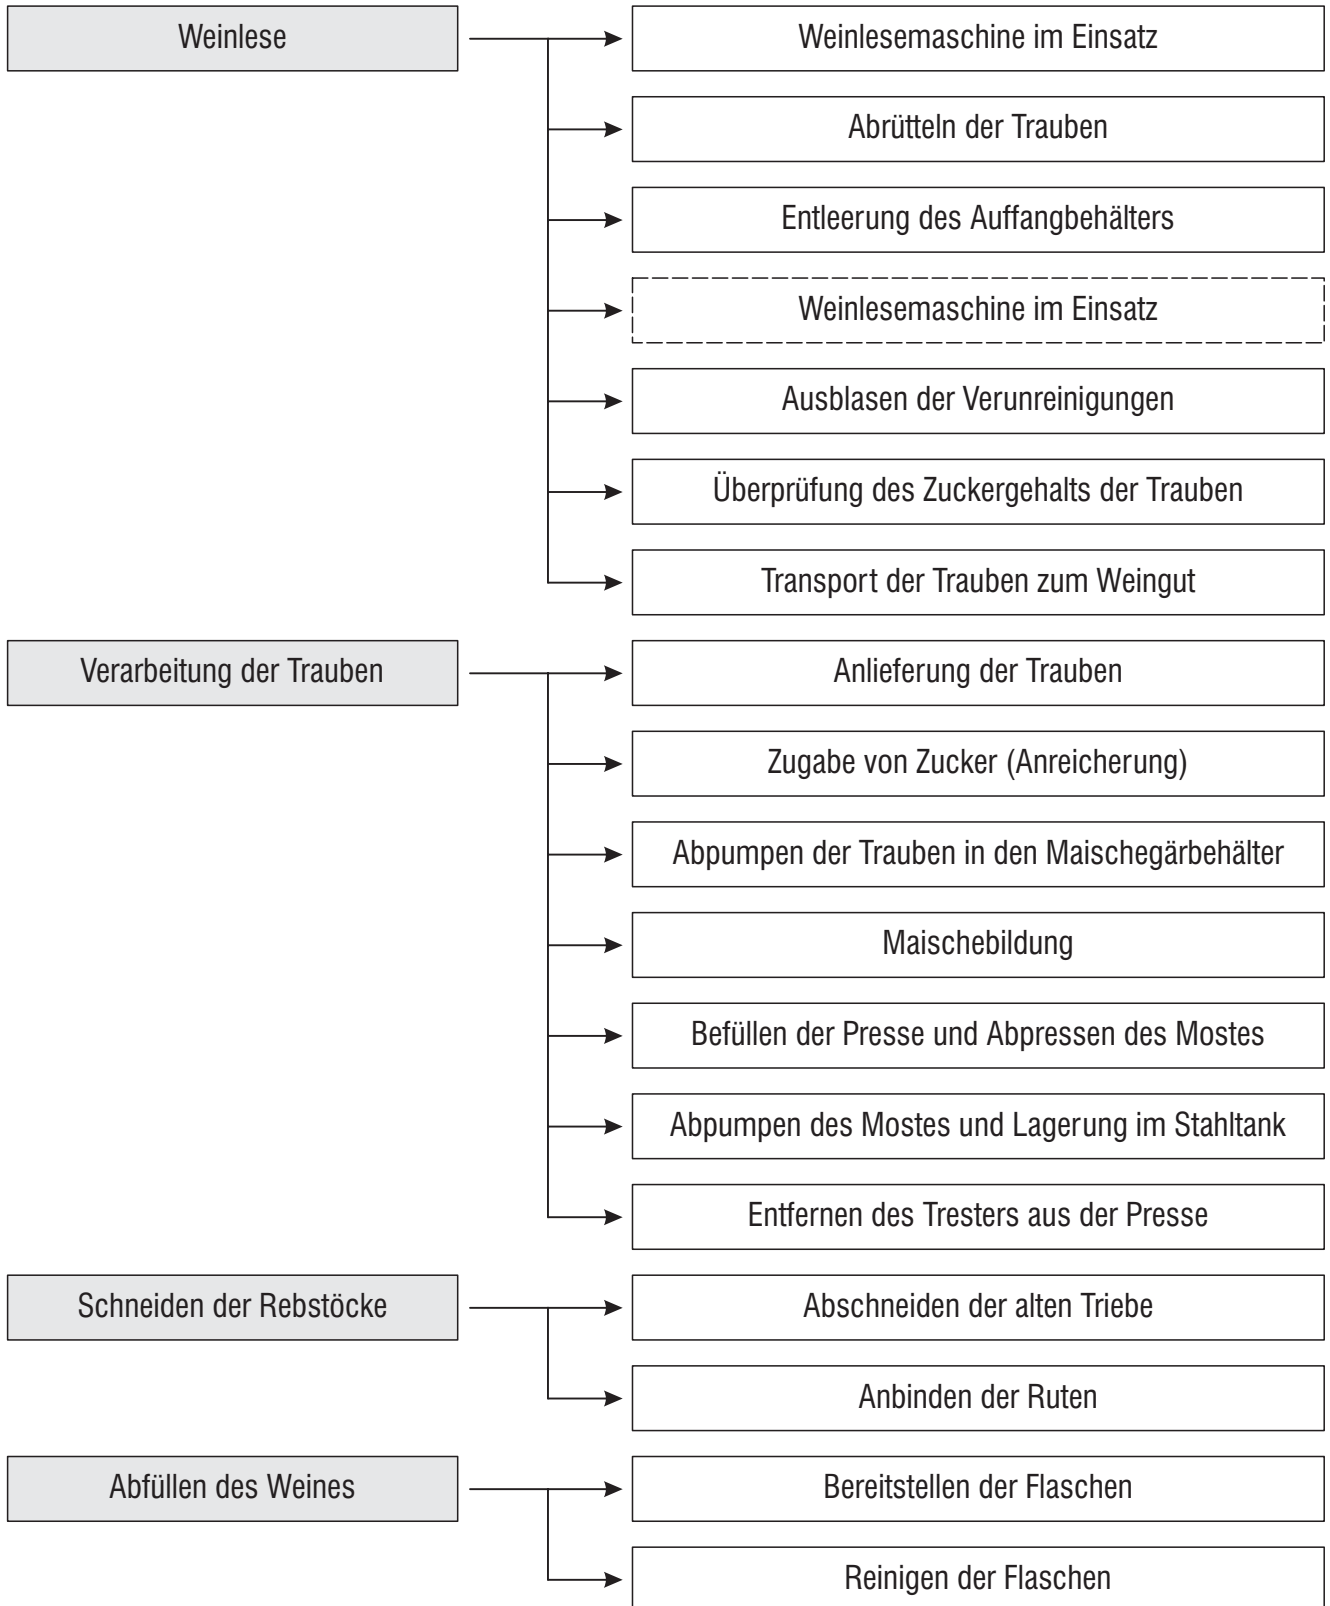 Weinlese
Weinlesemaschine im Einsatz
Abrütteln der Trauben
Entleerung des Auffangbehälters
Weinlesemaschine im Einsatz
Ausblasen der Verunreinigungen
Überprüfung des Zuckergehalts der Trauben
Transport der Trauben zum Weingut
Verarbeitung der Trauben
Anlieferung der Trauben
Zugabe von Zucker (Anreicherung)
Abpumpen der Trauben in den Maischegärbehälter
Maischebildung
Befüllen der Presse und Abpressen des Mostes
Abpumpen des Mostes und Lagerung im Stahltank
Entfernen des Tresters aus der Presse
Schneiden der Rebstöcke
Abschneiden der alten Triebe
Anbinden der Ruten
Abfüllen des Weines
Bereitstellen der Flaschen
Reinigen der Flaschen